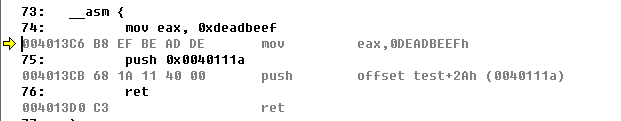 73:   __asm {
74:         mov eax, 0xdeadbeef
004013C6 B8 EF BE AD DE       mov         eax,0DEADBEEFh
75:         push 0x0040111a
004013CB 68 1A 11 40 00       push        offset test+2Ah (0040111a)
76:         ret
004013D0 C3                   ret